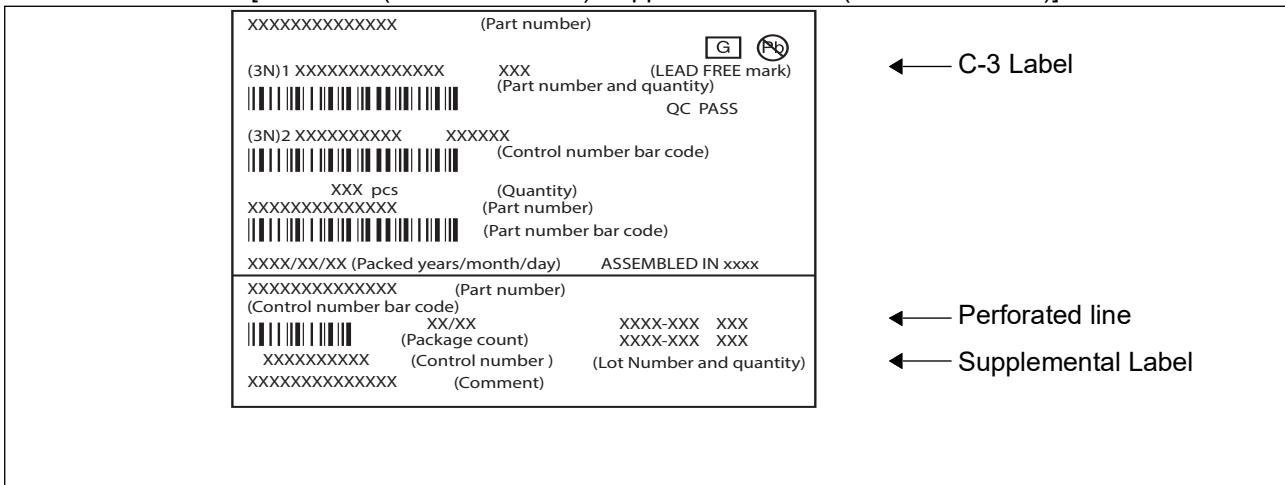 XXXXXXXXXXXXXX (Part number)
G Pb
(3N)1 XXXXXXXXXXXXXX XXX (LEAD FREE mark)
(Part number and quantity)
QC PASS
(3N)2 XXXXXXXXXX XXXXXX
(Control number bar code)
XXX pcs (Quantity)
XXXXXXXXXXXXXX (Part number)
(Part number bar code)
XXXX/XX/XX (Packed years/month/day) ASSEMBLED IN xxxx
XXXXXXXXXXXXXX (Part number)
(Control number bar code)
XX/XX XXXX-XXX XXX
(Package count) XXXX-XXX XXX
XXXXXXXXXX (Control number ) (Lot Number and quantity)
XXXXXXXXXXXXXX (Comment)
C-3 Label
Perforated line
Supplemental Label